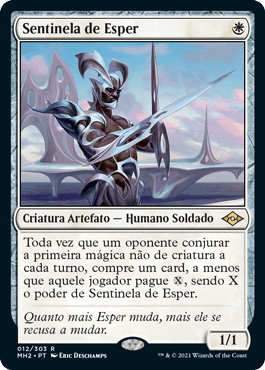 Sentinela de Esper
Criatura Artefato — Humano Soldado
Toda vez que um oponente conjurar
a primeira mágica não de criatura a
cada turno, compre um card, a menos
que aquele jogador pague X, sendo X
o poder de Sentinela de Esper.
Quanto mais Esper muda, mais ele se
recusa a mudar.
1/1
012/303 R
MH2 • PT Eric Deschamps
™ & © 2021 Wizards of the Coast